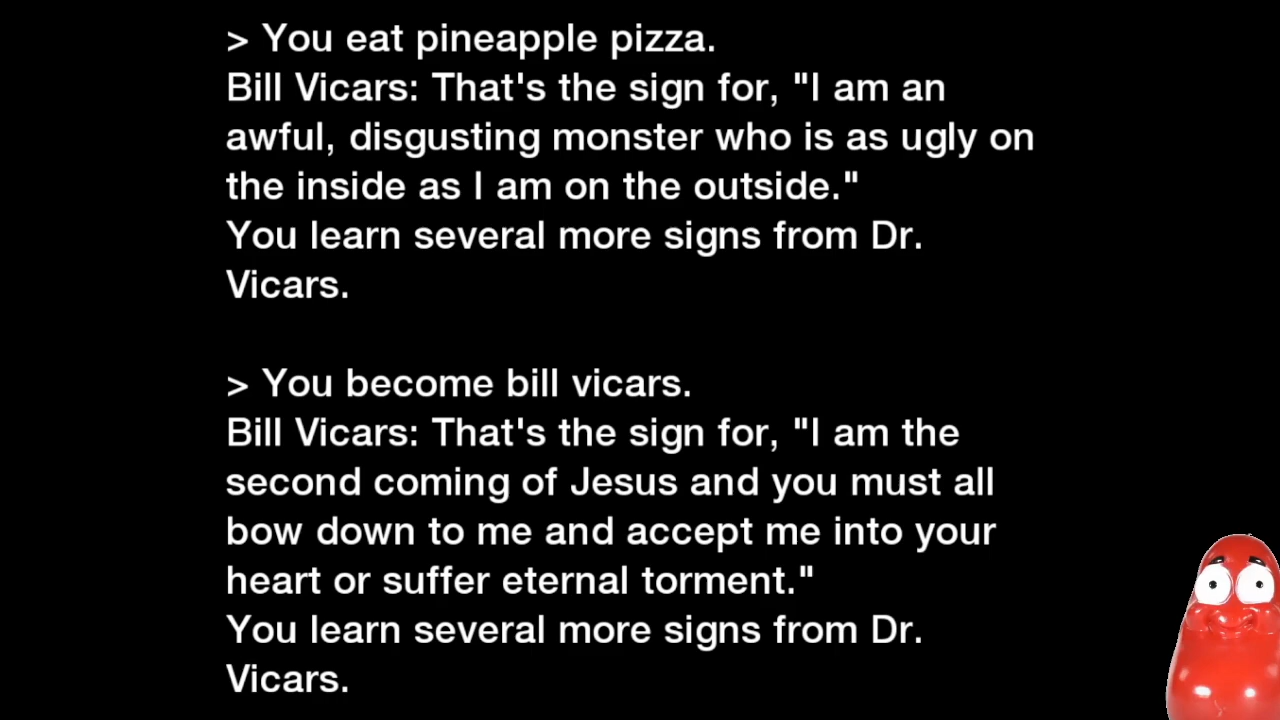 > You eat pineapple pizza.
Bill Vicars: That's the sign for, "I am an
awful, disgusting monster who is as ugly on
the inside as I am on the outside."
You learn several more signs from Dr.
Vicars.
> You become bill vicars.
Bill Vicars: That's the sign for, "I am the
second coming of Jesus and you must all
bow down to me and accept me into your
heart or suffer eternal torment."
You learn several more signs from Dr.
Vicars.